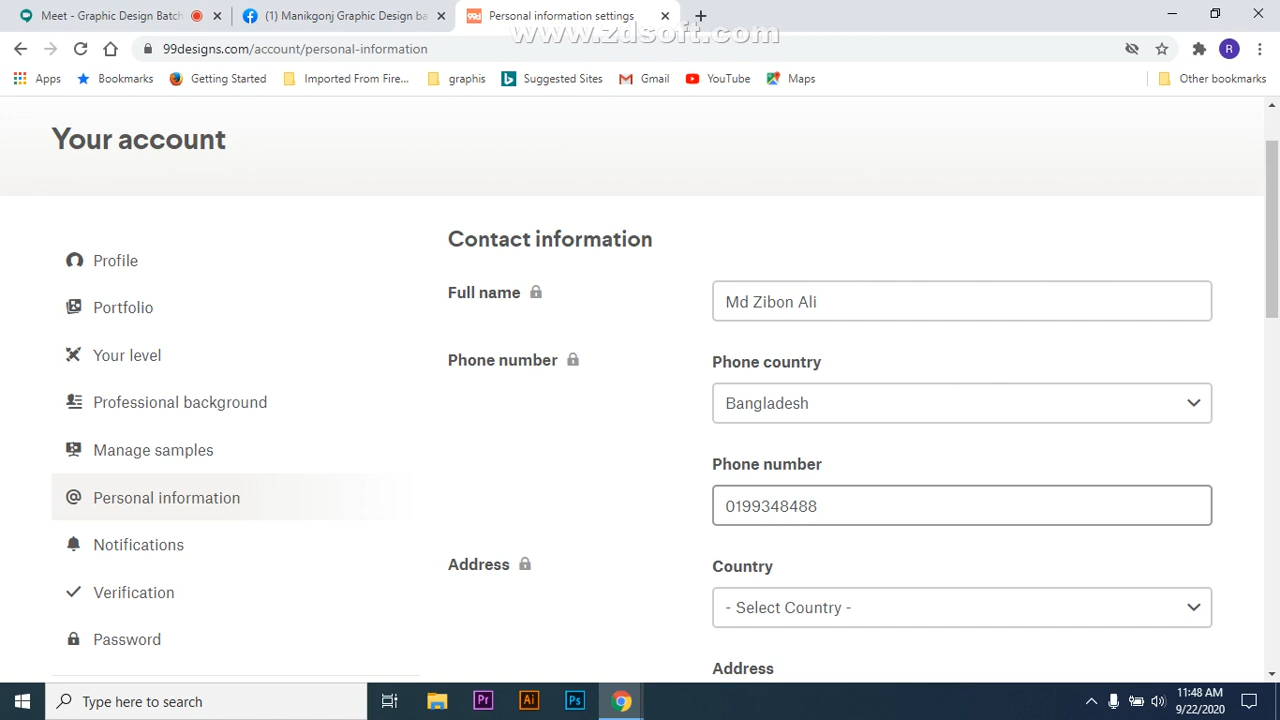 Meet - Graphic Design Batch
(1) Manikgonj Graphic Design ba
Personal information settings
www.zdsoft.com
99designs.com/account/personal-information
R
Apps
Bookmarks
Getting Started
Imported From Fire...
graphis
Suggested Sites
Gmail
YouTube
Maps
Other bookmarks
Your account
Profile
Portfolio
Your level
Professional background
Manage samples
Personal information
Notifications
Verification
Password
Contact information
Full name
Md Zibon Ali
Phone number
Phone country
Bangladesh
Phone number
0199348488
Address
Country
- Select Country -
Address
Type here to search
Pr
Ai
Ps
11:48 AM
9/22/2020